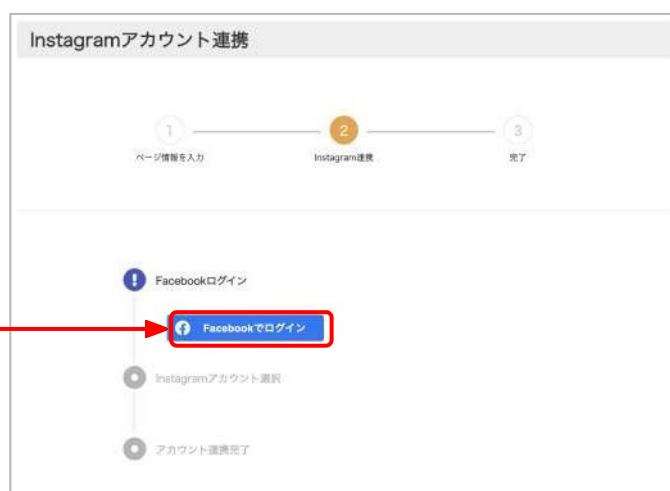 Instagramアカウント連携
1
2
3
ページ情報を入力
Instagram連携
完了
Facebookログイン
Facebookでログイン
Instagramアカウント選択
アカウント連携完了